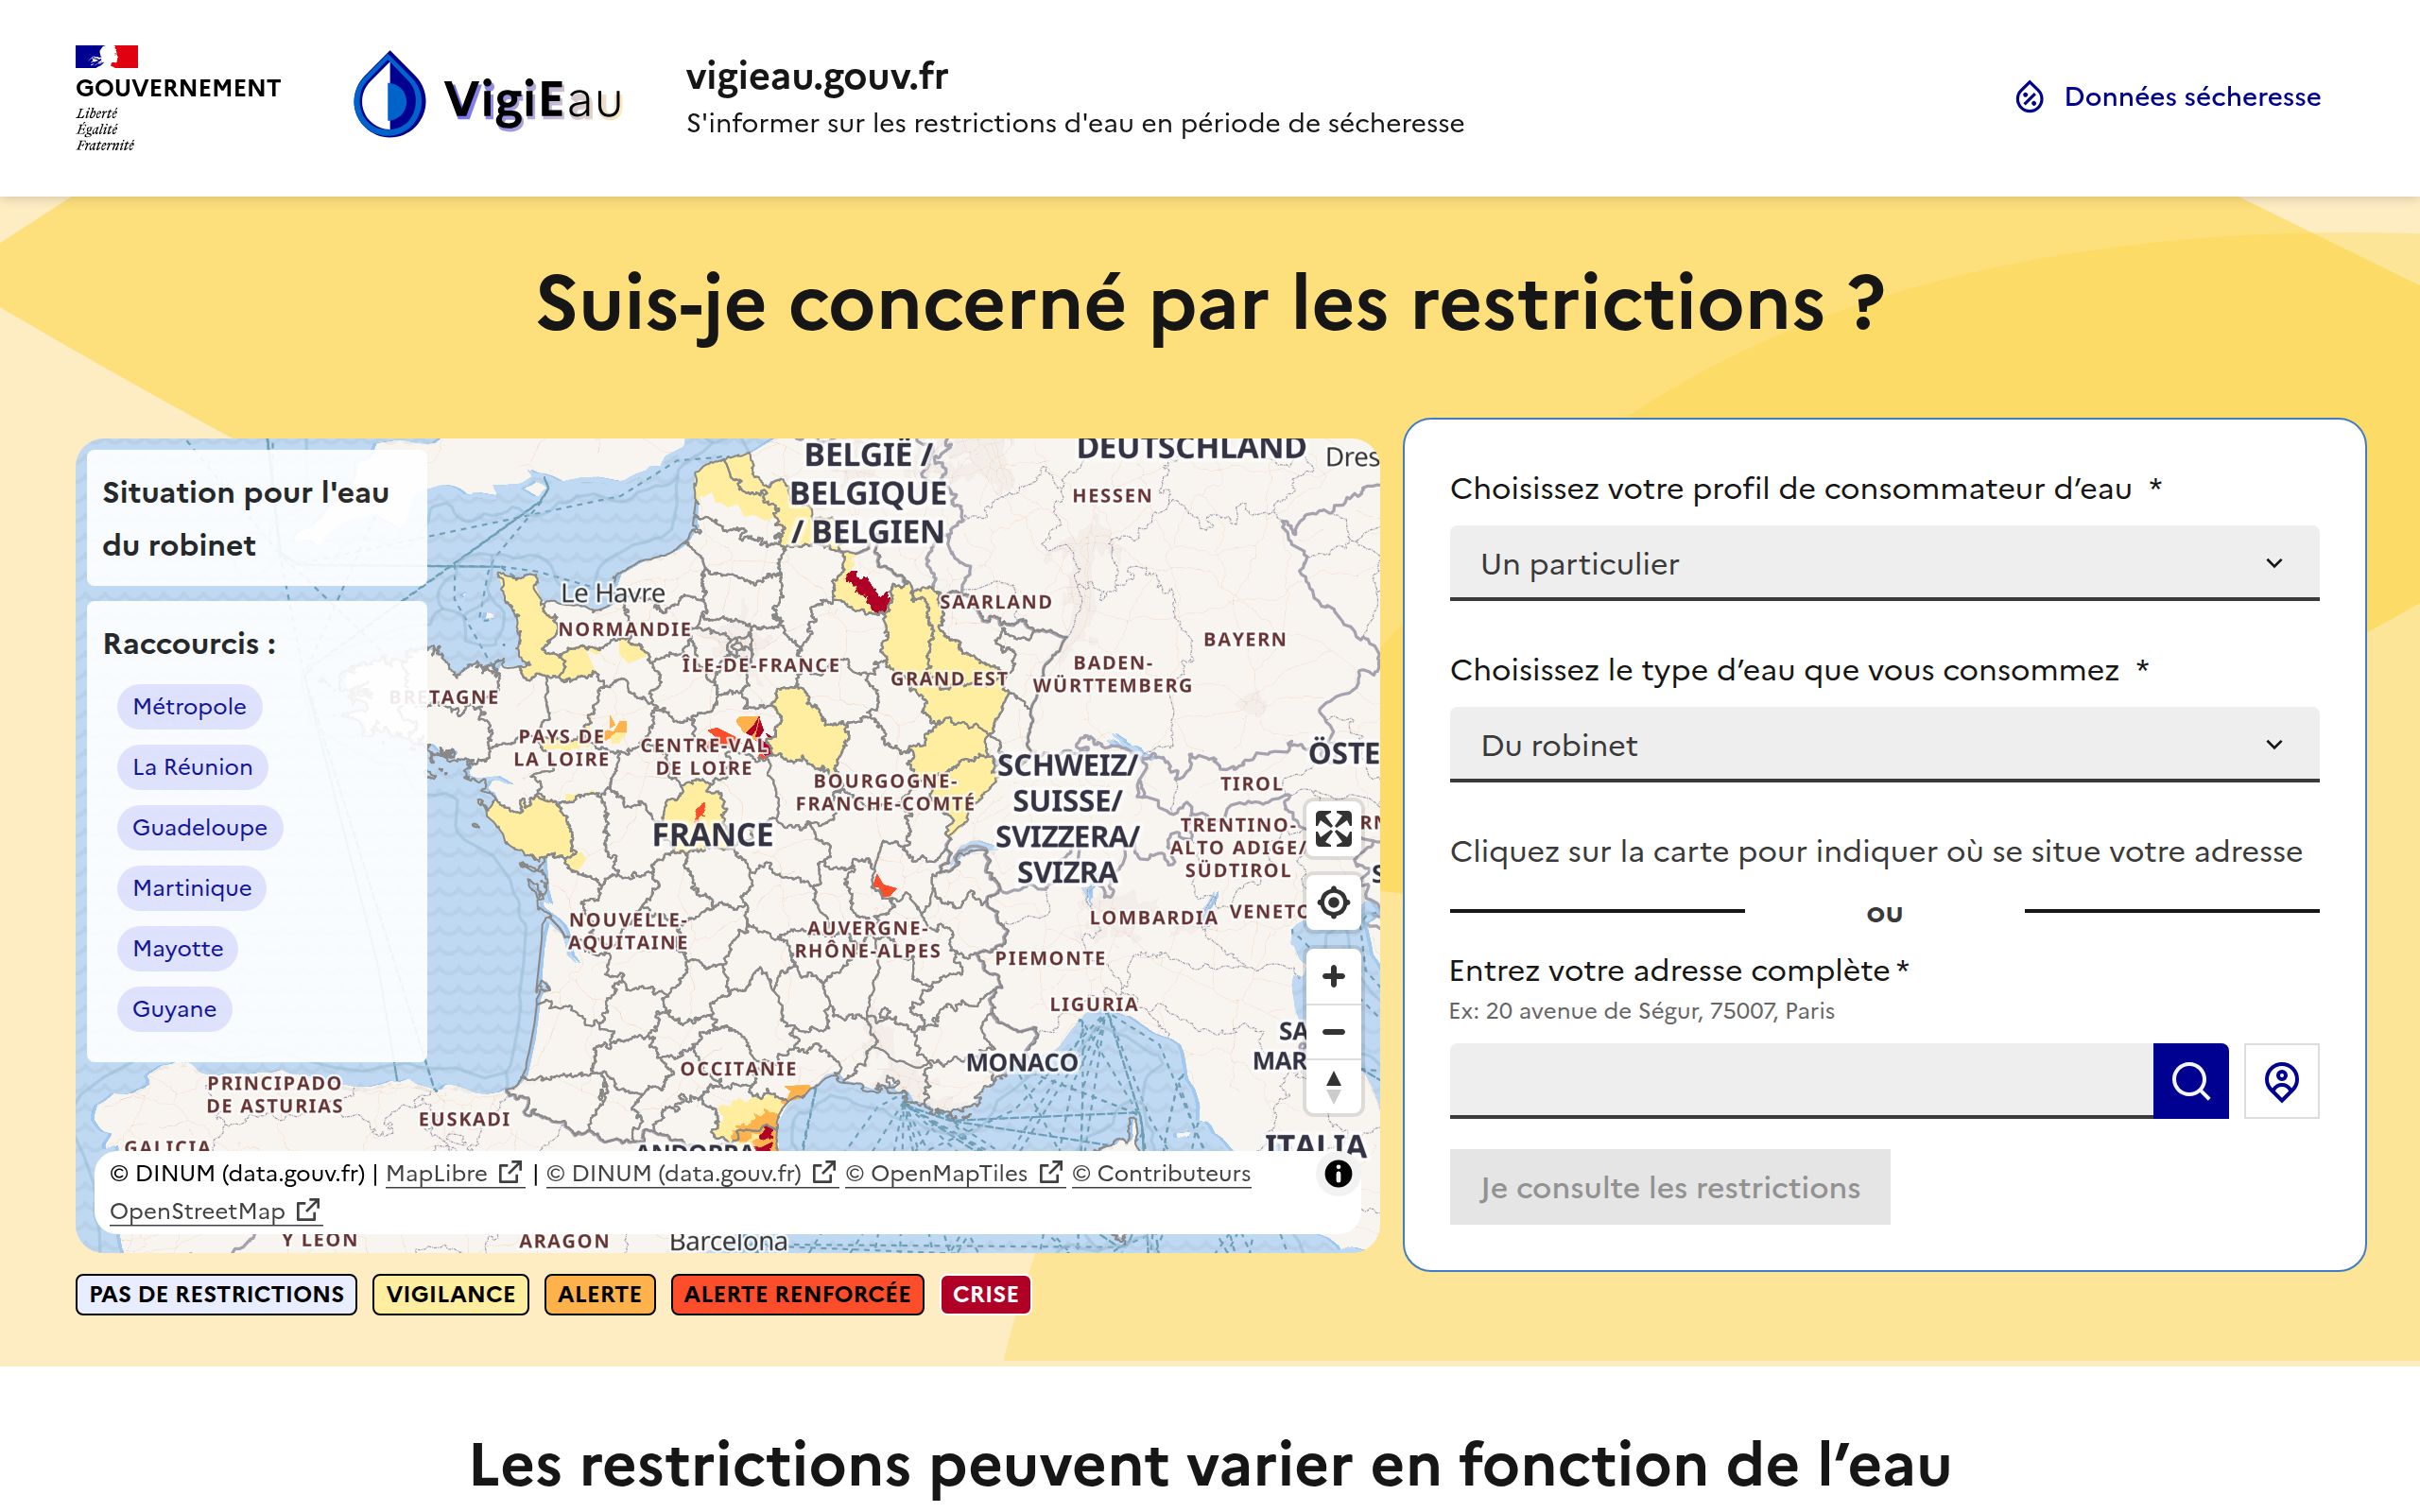 GOUVERNEMENT
Liberté
Égalité
Fraternité
VigiEau
vigieau.gouv.fr
S'informer sur les restrictions d'eau en période de sécheresse
Données sécheresse
Suis-je concerné par les restrictions ?
Situation pour l'eau
du robinet
Raccourcis :
Métropole
La Réunion
Guadeloupe
Martinique
Mayotte
Guyane
BELGIË /
BELGIQUE
/ BELGIEN
DEUTSCHLAND
Dres
HESSEN
Le Havre
NORMANDIE
SAARLAND
ÎLE-DE-FRANCE
GRAND EST
BAYERN
BADEN-
WÜRTTEMBERG
BRETAGNE
PAYS DE
LA LOIRE
CENTRE-VAL
DE LOIRE
BOURGOGNE-
FRANCHE-COMTÉ
SCHWEIZ/
SUISSE/
SVIZZERA/
SVIZRA
ÖSTE
TIROL
TRENTINO-
ALTO ADIGE/
SÜDTIROL
FRANCE
NOUVELLE-
AQUITAINE
AUVERGNE-
RHÔNE-ALPES
LOMBARDIA
VENETO
PIEMONTE
LIGURIA
SA
MAR
MONACO
OCCITANIE
PRINCIPADO
DE ASTURIAS
EUSKADI
GALICIA
ANDORRA
ITALIA
© DINUM (data.gouv.fr) | MapLibre | © DINUM (data.gouv.fr) © OpenMapTiles © Contributeurs
OpenStreetMap
Y LEÓN
ARAGÓN
Barcelona
PAS DE RESTRICTIONS
VIGILANCE
ALERTE
ALERTE RENFORCÉE
CRISE
Choisissez votre profil de consommateur d’eau *
Un particulier
Choisissez le type d’eau que vous consommez *
Du robinet
Cliquez sur la carte pour indiquer où se situe votre adresse
OU
Entrez votre adresse complète *
Ex: 20 avenue de Ségur, 75007, Paris
Je consulte les restrictions
Les restrictions peuvent varier en fonction de l’eau